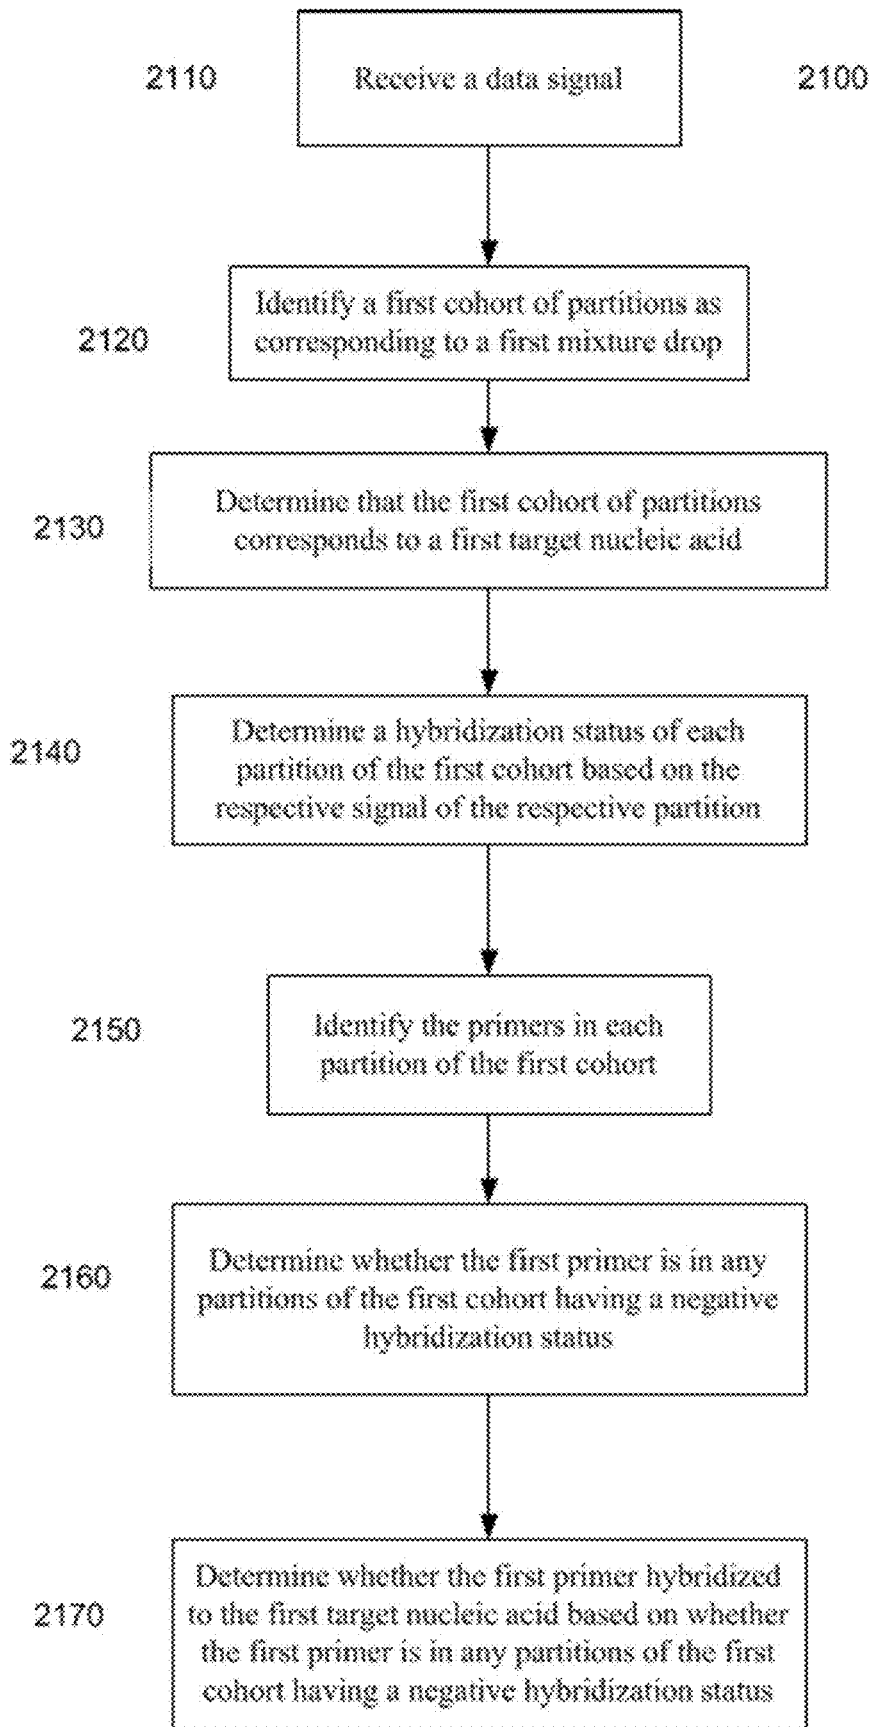 2110
Receive a data signal
2100
2120
Identify a first cohort of partitions as
corresponding to a first mixture drop
2130
Determine that the first cohort of partitions
corresponds to a first target nucleic acid
2140
Determine a hybridization status of each
partition of the first cohort based on the
respective signal of the respective partition
2150
Identify the primers in each
partition of the first cohort
2160
Determine whether the first primer is in any
partitions of the first cohort having a negative
hybridization status
2170
Determine whether the first primer hybridized
to the first target nucleic acid based on whether
the first primer is in any partitions of the first
cohort having a negative hybridization status